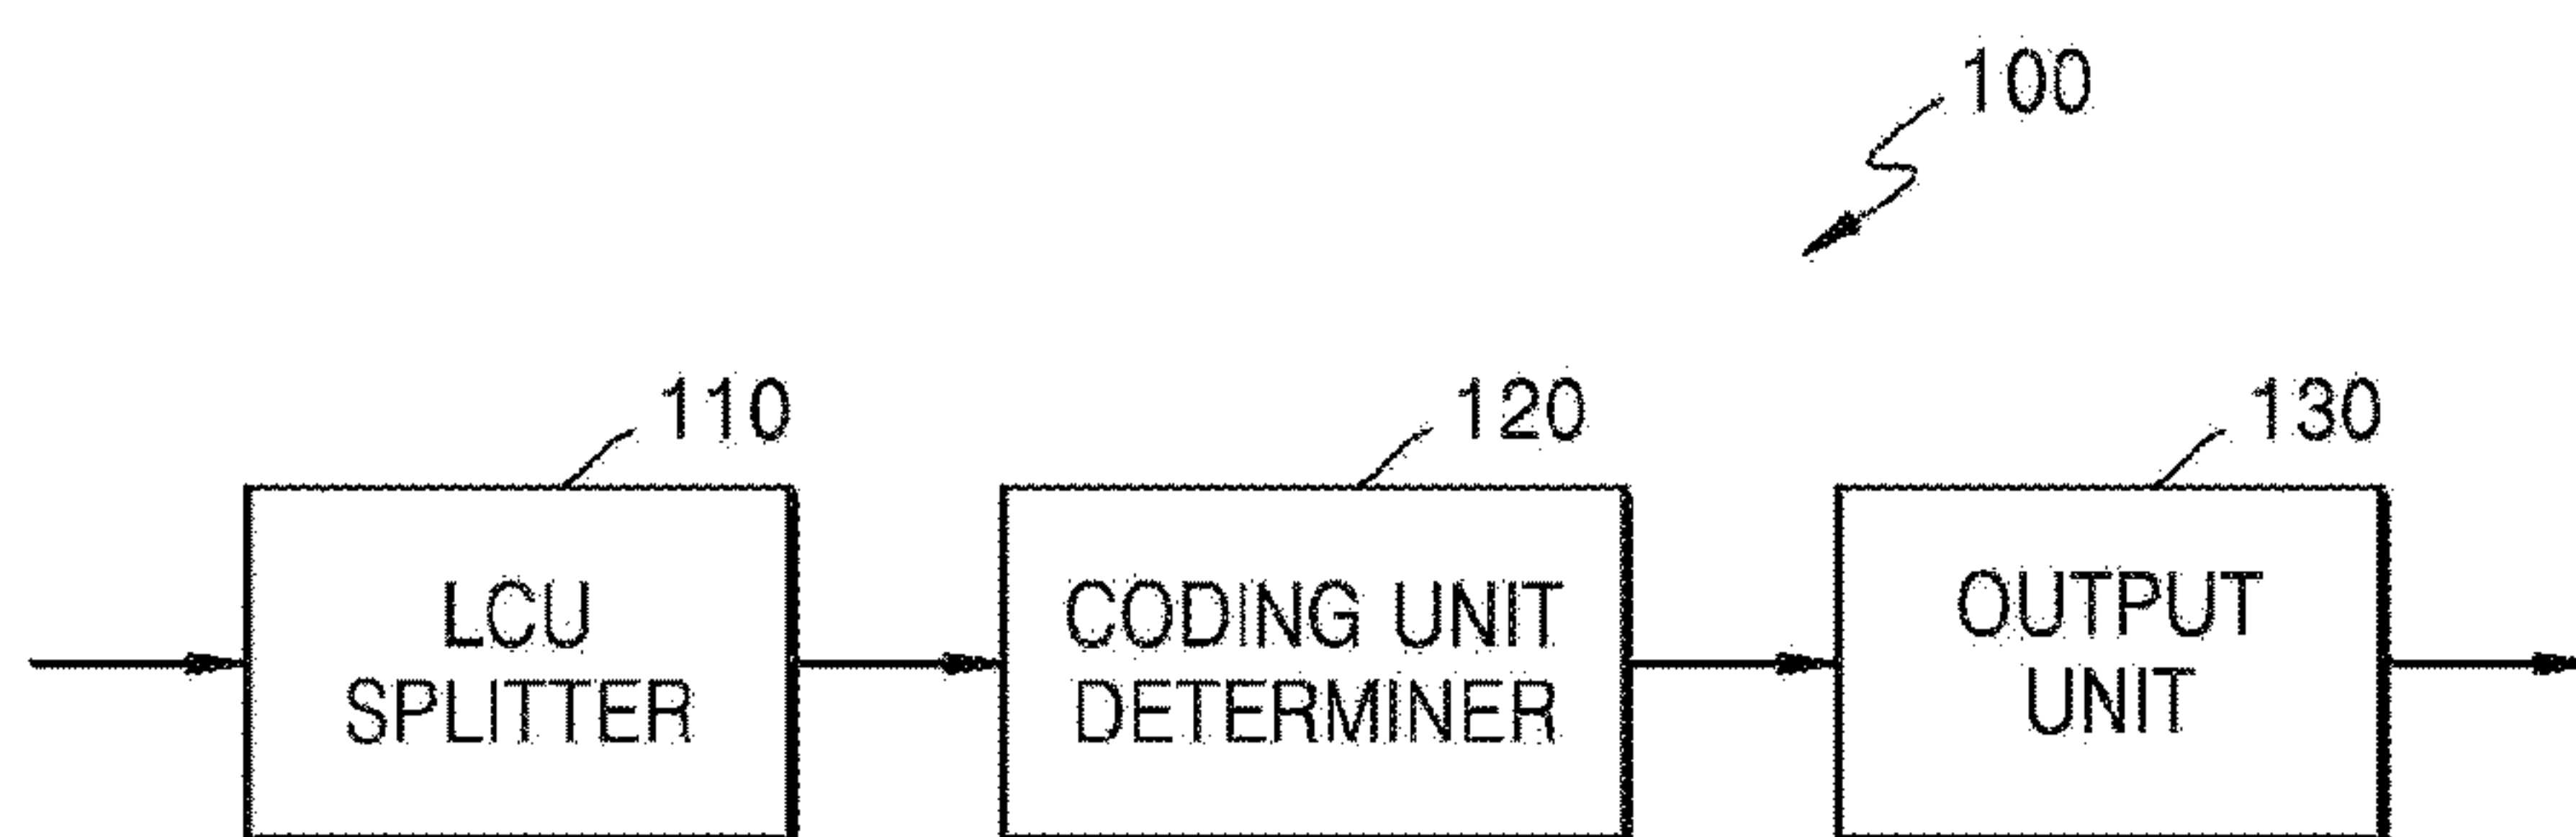 100
110
120
130
LCU
SPLITTER
CODING UNIT
DETERMINER
OUTPUT
UNIT